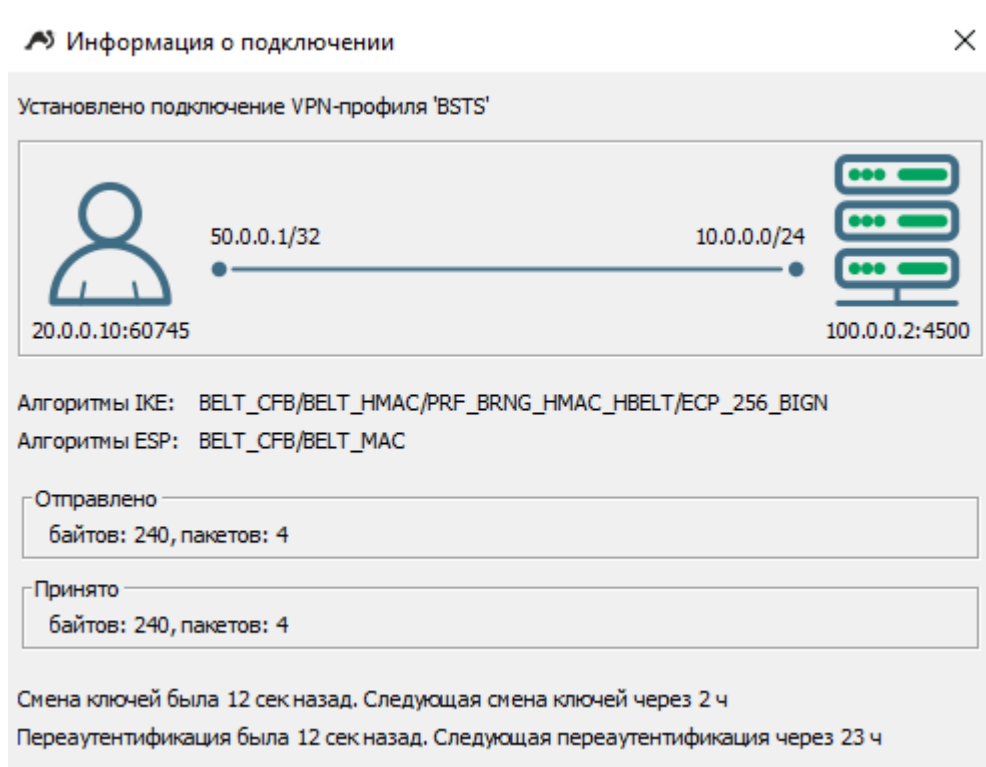 Информация о подключении
Установлено подключение VPN-профиля 'BSTS'
50.0.0.1/32 10.0.0.0/24
20.0.0.10:60745 100.0.0.2:4500
Алгоритмы IKE: BELT_CFB/BELT_HMAC/PRF_BRNG_HMAC_HBELT/ECP_256_BIGN
Алгоритмы ESP: BELT_CFB/BELT_MAC
Отправлено
байтов: 240, пакетов: 4
Принято
байтов: 240, пакетов: 4
Смена ключей была 12 сек назад. Следующая смена ключей через 2 ч
Переаутентификация была 12 сек назад. Следующая переаутентификация через 23 ч